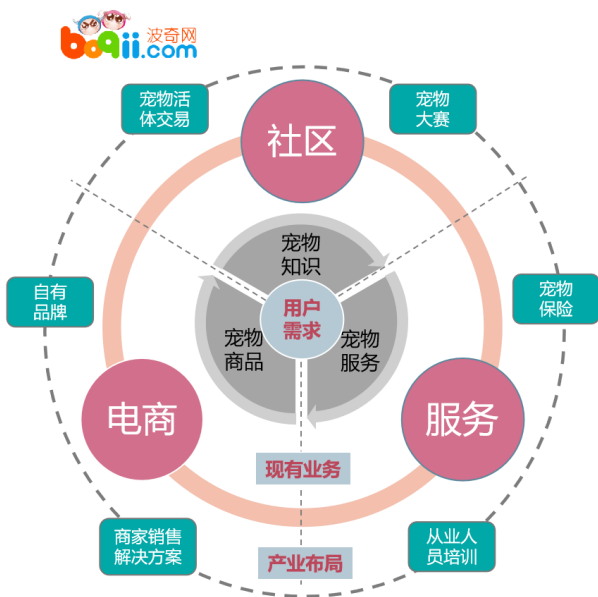 boqii.com
波奇网
宠物活
体交易
社区
宠物
大赛
宠物
知识
自有
品牌
用户
需求
宠物
保险
宠物
商品
宠物
服务
电商
服务
现有业务
商家销售
解决方案
产业布局
从业人
员培训